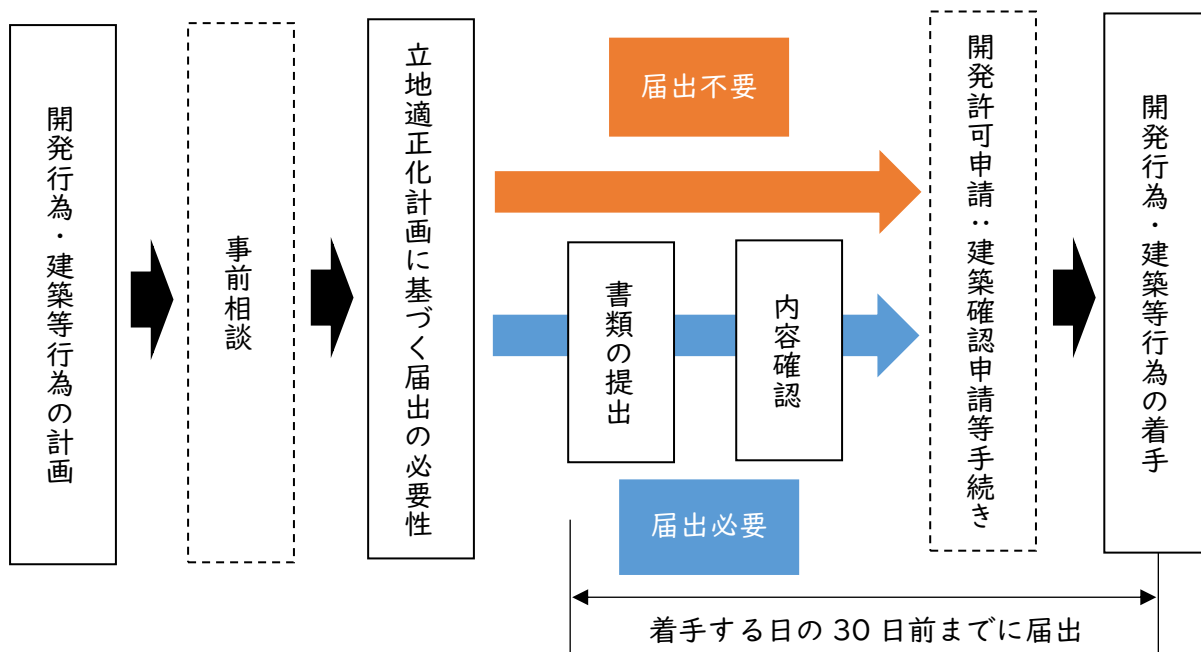 開発行為・建築等行為の計画
事前相談
立地適正化計画に基づく届出の必要性
届出不要
書類の提出
内容確認
届出必要
開発許可申請：建築確認申請等手続き
開発行為・建築等行為の着手
着手する日の 30 日前までに届出